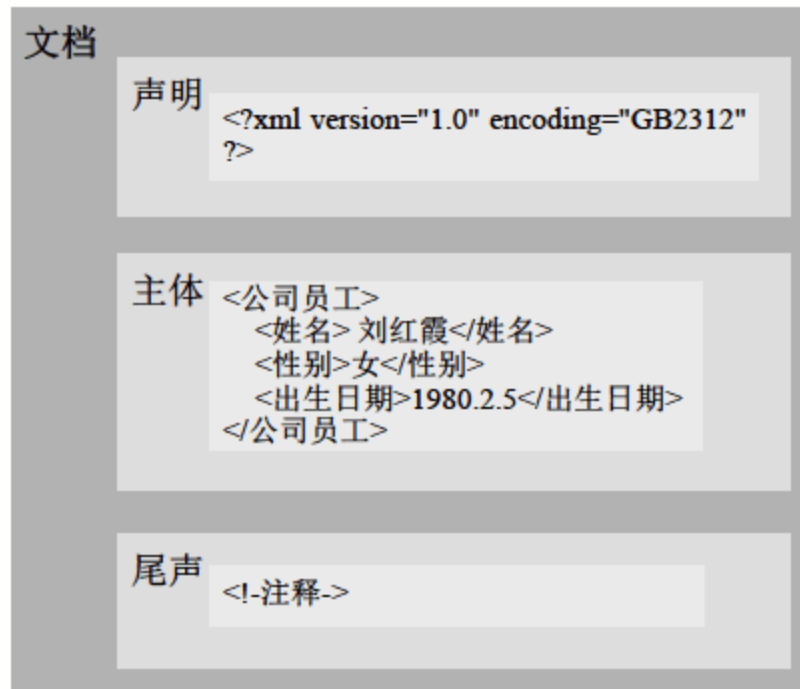 文档
声明
<?xml version="1.0" encoding="GB2312"
?>
主体
<公司员工>
<姓名> 刘红霞</姓名>
<性别>女</性别>
<出生日期>1980.2.5</出生日期>
</公司员工>
尾声
<!-注释->